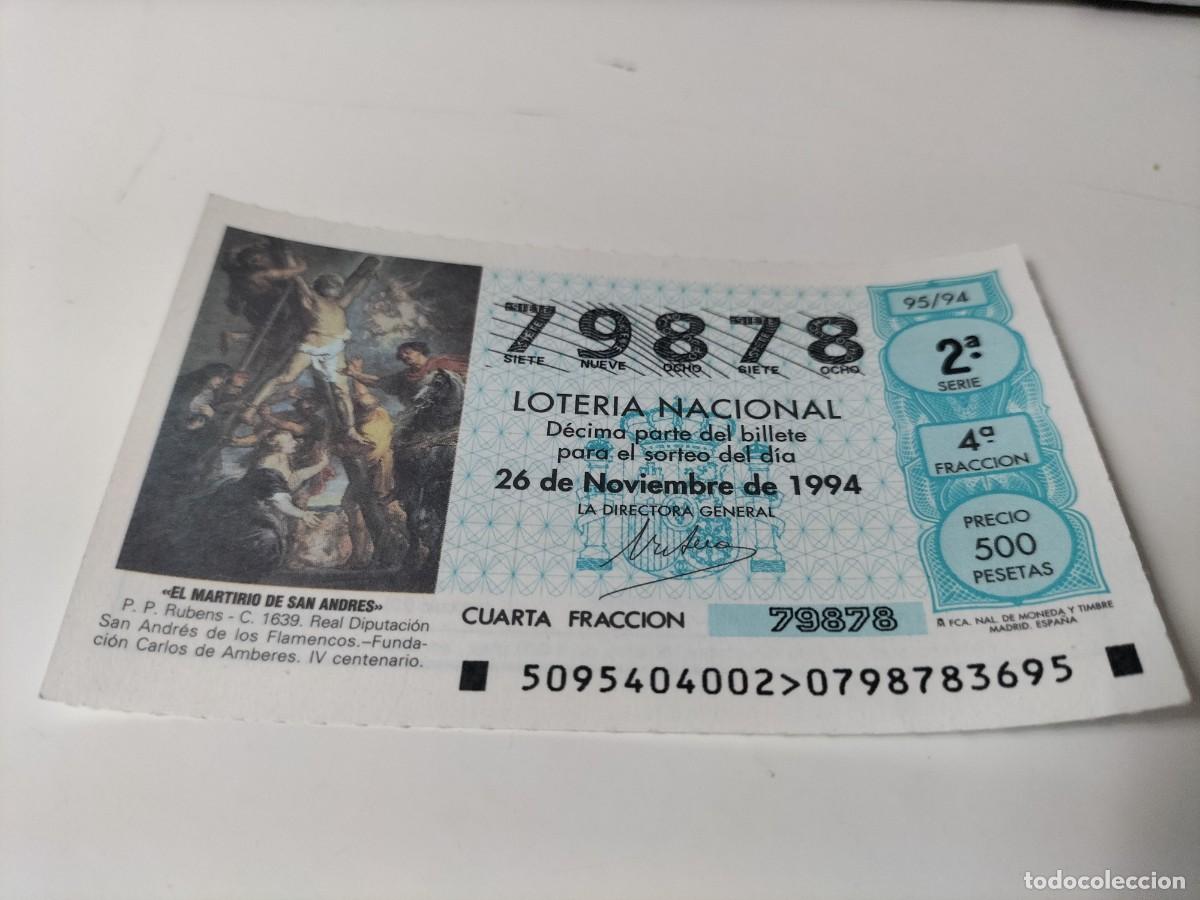 79878
SIETE NUEVE OCHO SIETE OCHO
LOTERIA NACIONAL
Décima parte del billete
para el sorteo del día
26 de Noviembre de 1994
LA DIRECTORA GENERAL
CUARTA FRACCION 79878
95/94
2ª
SERIE
4ª
FRACCION
PRECIO
500
PESETAS
FCA. NAL. DE MONEDA Y TIMBRE
MADRID. ESPAÑA
«EL MARTIRIO DE SAN ANDRES»
P. P. Rubens - C. 1639. Real Diputación
San Andrés de los Flamencos.–Funda-
ción Carlos de Amberes. IV centenario.
5095404002>0798783695
todocoleccion